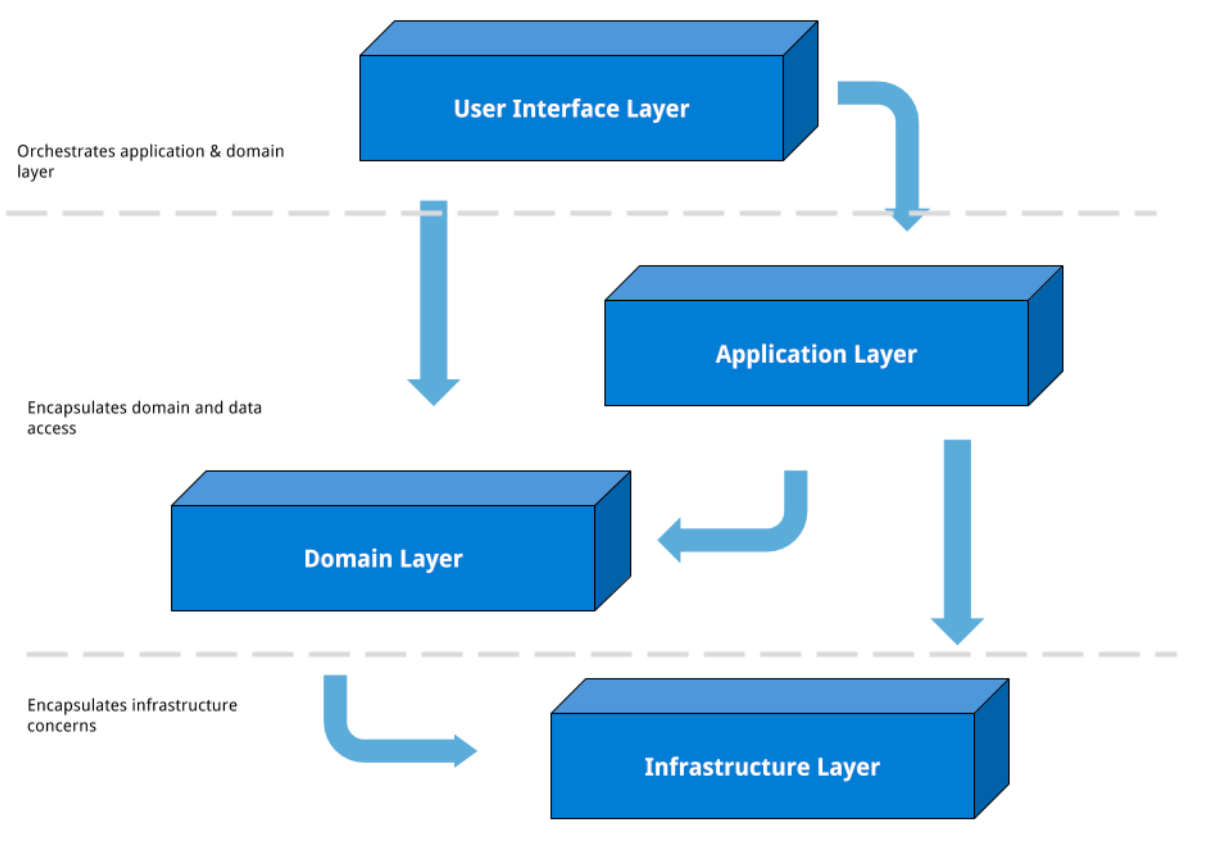 User Interface Layer
Orchestrates application & domain
layer
Application Layer
Encapsulates domain and data
access
Domain Layer
Encapsulates infrastructure
concerns
Infrastructure Layer